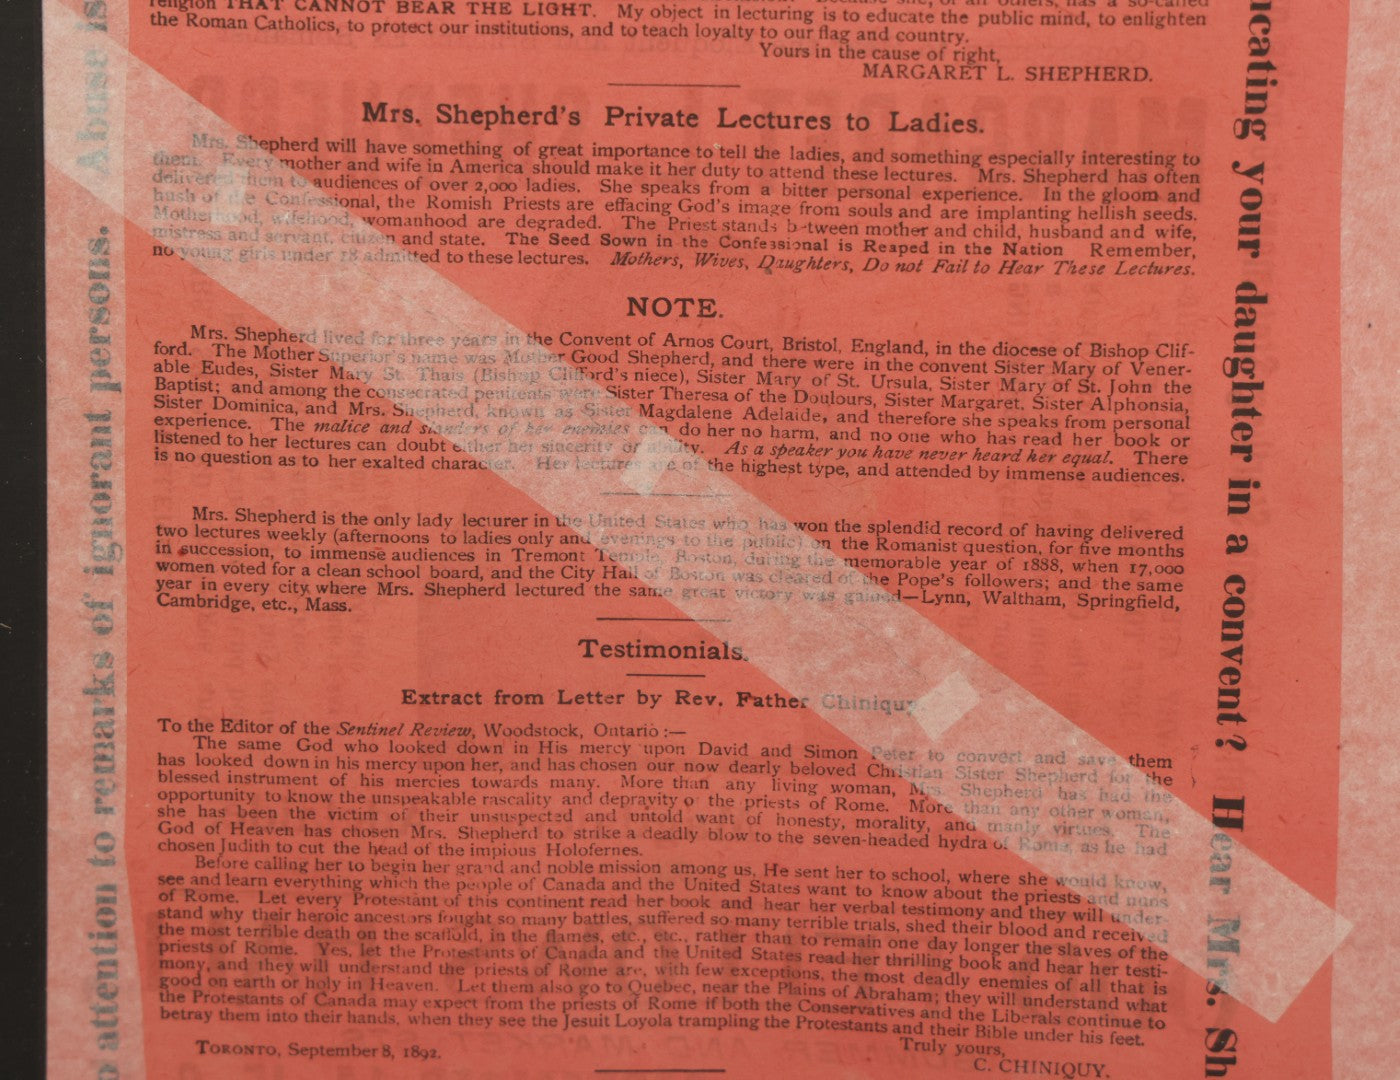 religion THAT CANNOT BEAR THE LIGHT. Because she, of all others, has a so-called
the Roman Catholics, to protect our institutions, and to teach loyalty to our flag and country.
My object in lecturing is to educate the public mind, to enlighten
Yours in the cause of right,
MARGARET L. SHEPHERD.
Mrs. Shepherd's Private Lectures to Ladies.
Mrs. Shepherd will have something of great importance to tell the ladies, and something especially interesting to
them. Every mother and wife in America should make it her duty to attend these lectures. Mrs. Shepherd has often
delivered them to audiences of over 2,000 ladies. She speaks from a bitter personal experience. In the gloom and
hush of the Confessional, the Romish Priests are effacing God's image from souls and are implanting hellish seeds.
Motherhood, wifehood, womanhood are degraded. The Priest stands between mother and child, husband and wife,
mistress and servant, citizen and state. The Seed Sown in the Confessional is Reaped in the Nation Remember,
no young girls under 18 admitted to these lectures. Mothers, Wives, Daughters, Do not Fail to Hear These Lectures.
NOTE.
Mrs. Shepherd lived for three years in the Convent of Arnos Court, Bristol, England, in the diocese of Bishop Clif-
ford. The Mother Superior's name was Mother Good Shepherd, and there were in the convent Sister Mary of Vener-
able Eudes, Sister Mary St. Thais (Bishop Clifford's niece), Sister Mary of St. Ursula, Sister Mary of St. John the
Baptist; and among the consecrated penitents were Sister Theresa of the Doulours, Sister Margaret, Sister Alphonsia,
Sister Dominica, and Mrs. Shepherd, known as Sister Magdalene Adelaide, and therefore she speaks from personal
experience. The malice and slanders of her enemies can do her no harm, and no one who has read her book or
listened to her lectures can doubt either her sincerity or ability. As a speaker you have never heard her equal. There
is no question as to her exalted character. Her lectures are of the highest type, and attended by immense audiences.
Mrs. Shepherd is the only lady lecturer in the United States who has won the splendid record of having delivered
two lectures weekly (afternoons to ladies only and evenings to the public) on the Romanist question, for five months
in succession, to immense audiences in Tremont Temple, Boston, during the memorable year of 1888, when 17,000
women voted for a clean school board, and the City Hall of Boston was cleared of the Pope's followers; and the same
year in every city where Mrs. Shepherd lectured the same great victory was gained—Lynn, Waltham, Springfield,
Cambridge, etc., Mass.
Testimonials.
Extract from Letter by Rev. Father Chiniquy.
To the Editor of the Sentinel Review, Woodstock, Ontario :—
The same God who looked down in His mercy upon David and Simon Peter to convert and save them
has looked down in his mercy upon her, and has chosen our now dearly beloved Christian Sister Shepherd for the
blessed instrument of his mercies towards many. More than any living woman, Mrs. Shepherd has had the
opportunity to know the unspeakable rascality and depravity of the priests of Rome. More than any other woman,
she has been the victim of their unsuspected and untold want of honesty, morality, and manly virtues. The
God of Heaven has chosen Mrs. Shepherd to strike a deadly blow to the seven-headed hydra of Rome, as he had
chosen Judith to cut the head of the impious Holofernes.
Before calling her to begin her grand and noble mission among us, He sent her to school, where she would know,
see and learn everything which the people of Canada and the United States want to know about the priests and nuns
of Rome. Let every Protestant of this continent read her book and hear her verbal testimony and they will under-
stand why their heroic ancestors fought so many battles, suffered so many terrible trials, shed their blood and received
the most terrible death on the scaffold, in the flames, etc., etc., rather than to remain one day longer the slaves of the
priests of Rome. Yes, let the Protestants of Canada and the United States read her thrilling book and hear her testi-
mony, and they will understand the priests of Rome are, with few exceptions, the most deadly enemies of all that is
good on earth or holy in Heaven. Let them also go to Quebec, near the Plains of Abraham; they will understand what
the Protestants of Canada may expect from the priests of Rome if both the Conservatives and the Liberals continue to
betray them into their hands, when they see the Jesuit Loyola trampling the Protestants and their Bible under his feet.
Truly yours,
TORONTO, September 8, 1892.
C. CHINIQUY.
o attention to remarks of ignorant persons. Abuse is
ucating your daughter in a convent? Hear Mrs. Sh